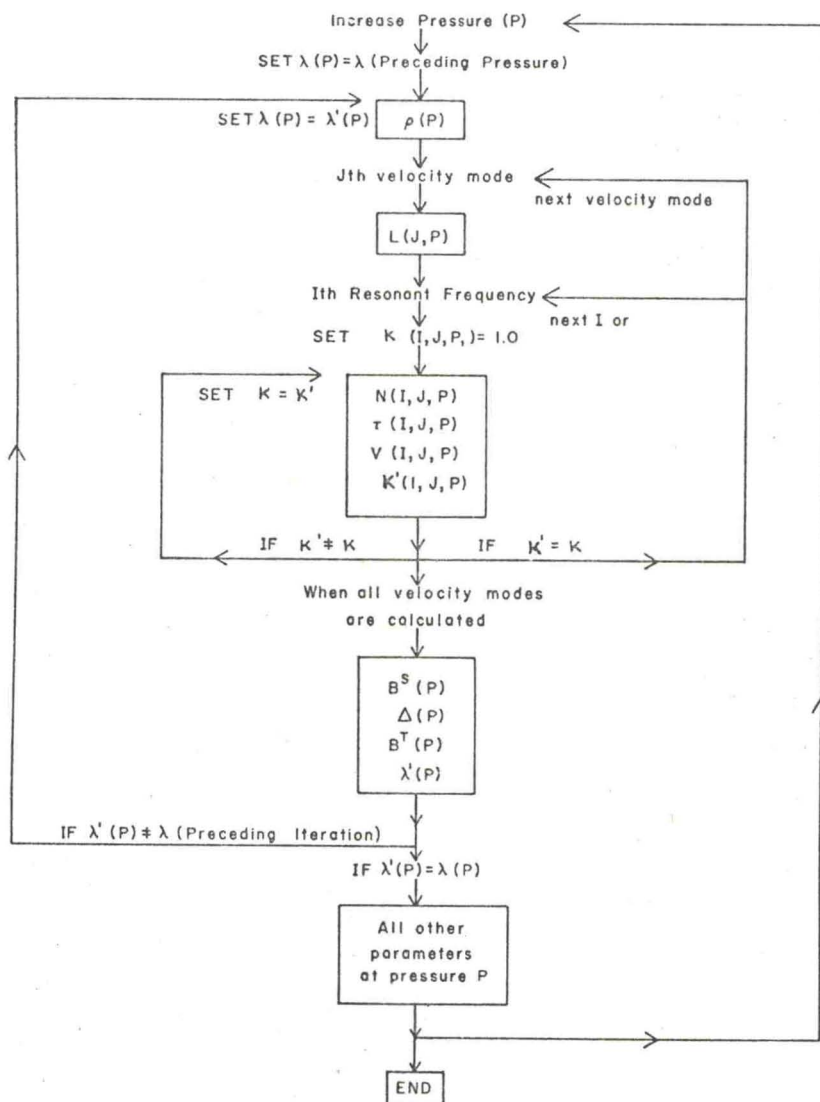 Increase Pressure (P)
SET λ(P) = λ (Preceding Pressure)
SET λ(P) = λ'(P)
ρ(P)
Jth velocity mode
next velocity mode
L(J,P)
Ith Resonant Frequency
next I or
SET K (I,J,P,) = 1.0
SET K = K'
N(I,J,P)
τ(I,J,P)
V(I,J,P)
K'(I,J,P)
IF K' ≠ K
IF K' = K
When all velocity modes
are calculated
Bˢ(P)
Δ(P)
Bᵀ(P)
λ'(P)
IF λ'(P) ≠ λ (Preceding Iteration)
IF λ'(P) = λ(P)
All other
parameters
at pressure P
END